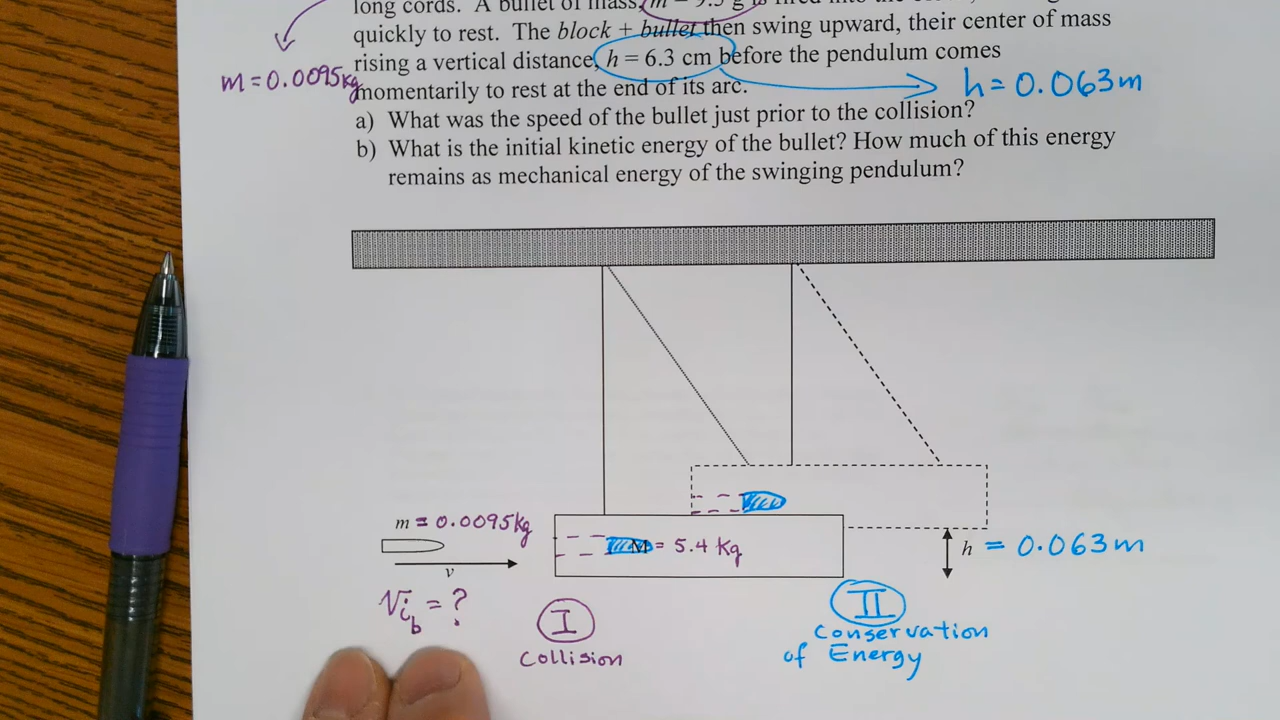 long cords. A bullet of mass, m = 9.5 g is
quickly to rest. The block + bullet then swing upward, their center of mass
rising a vertical distance, h = 6.3 cm before the pendulum comes
m = 0.0095kg
momentarily to rest at the end of its arc.
h = 0.063m
a) What was the speed of the bullet just prior to the collision?
b) What is the initial kinetic energy of the bullet? How much of this energy
remains as mechanical energy of the swinging pendulum?
m = 0.0095kg
M = 5.4 Kg
h = 0.063m
v
Vib = ?
I
Collision
II
Conservation
of Energy